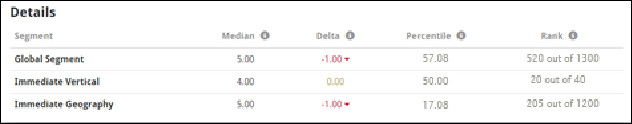 Details
Segment Median Delta Percentile Rank
Global Segment 5.00 -1.00 57.08 520 out of 1300
Immediate Vertical 4.00 0.00 50.00 20 out of 40
Immediate Geography 5.00 -1.00 17.08 205 out of 1200